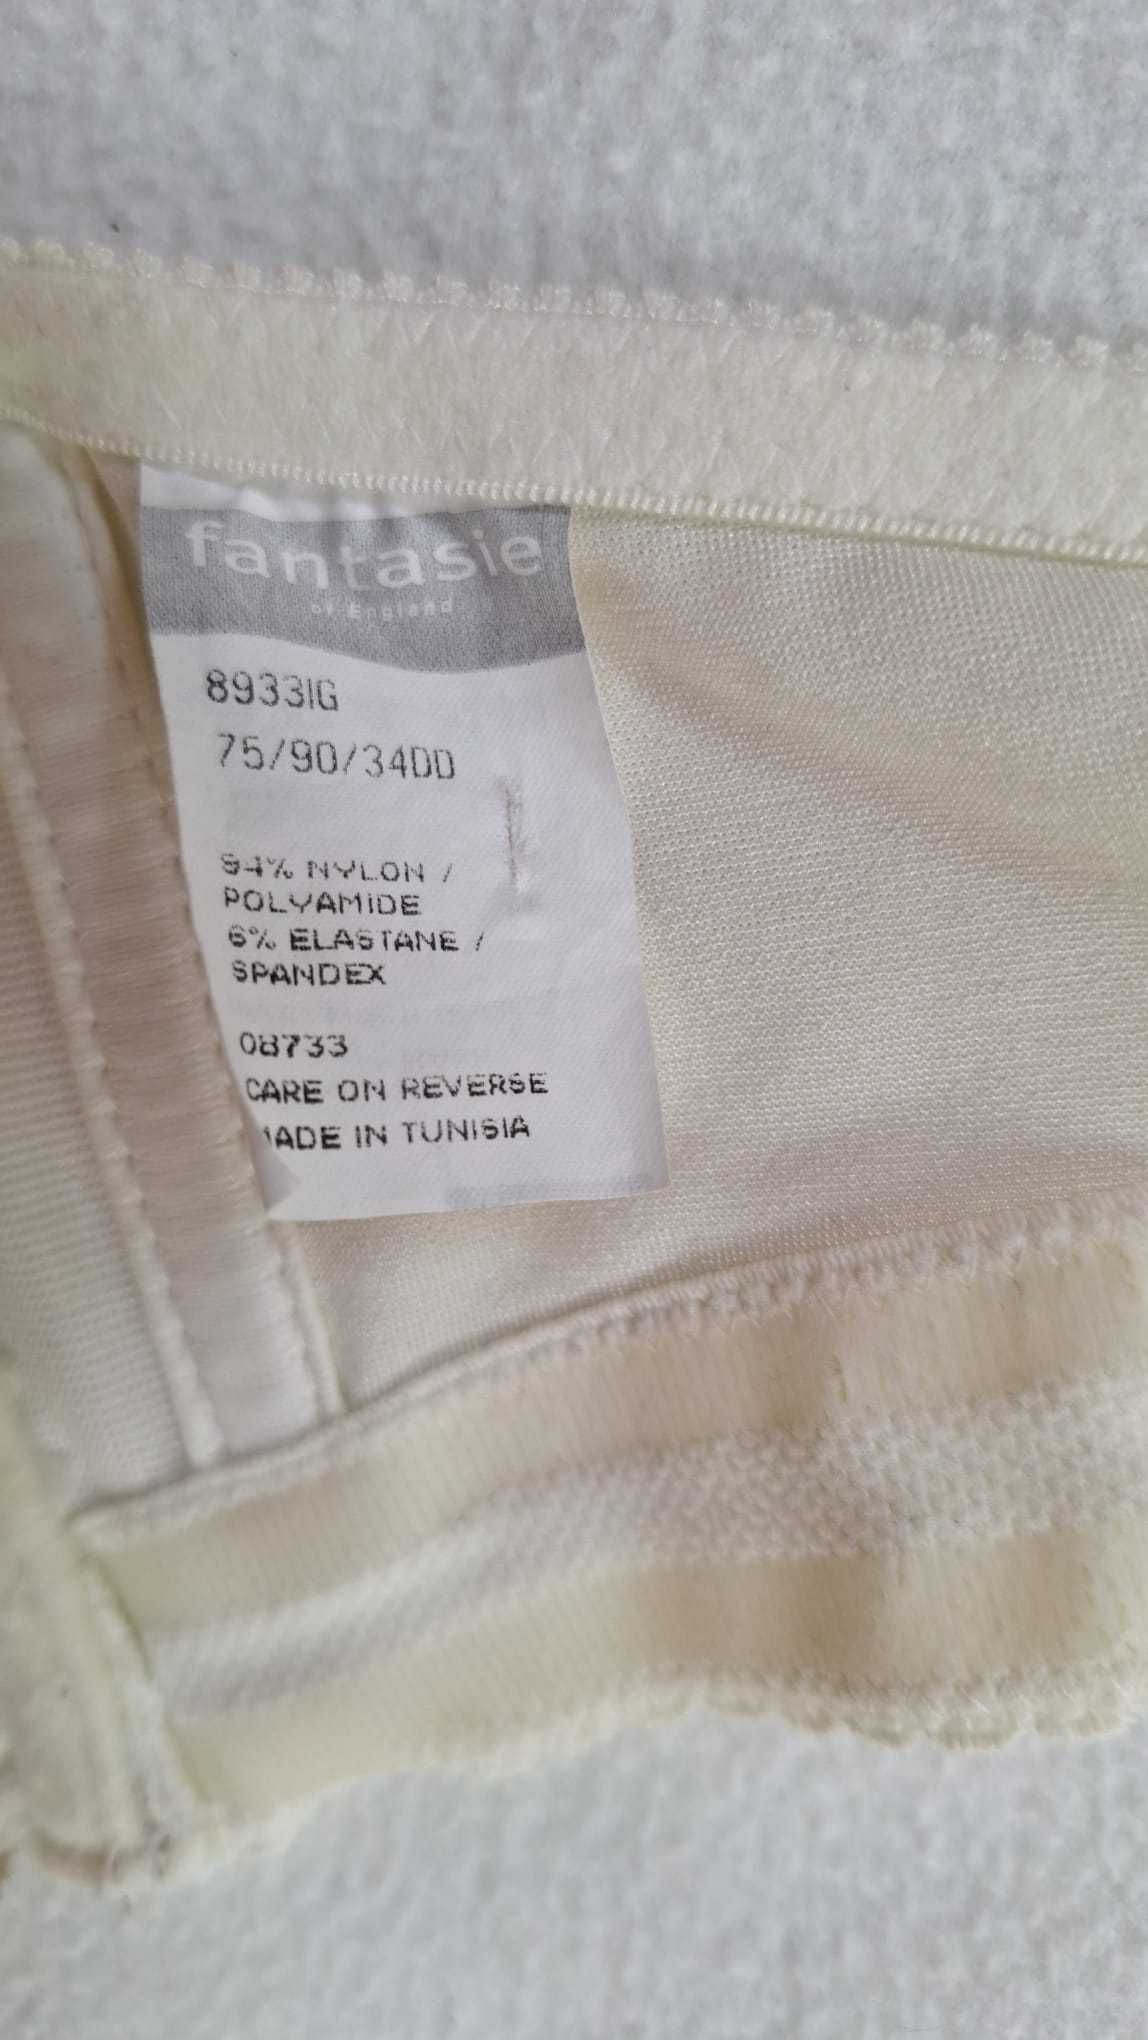 fantasie
of England
8933IG
75/90/34DD
94% NYLON /
POLYAMIDE
6% ELASTANE /
SPANDEX
08733
CARE ON REVERSE
MADE IN TUNISIA